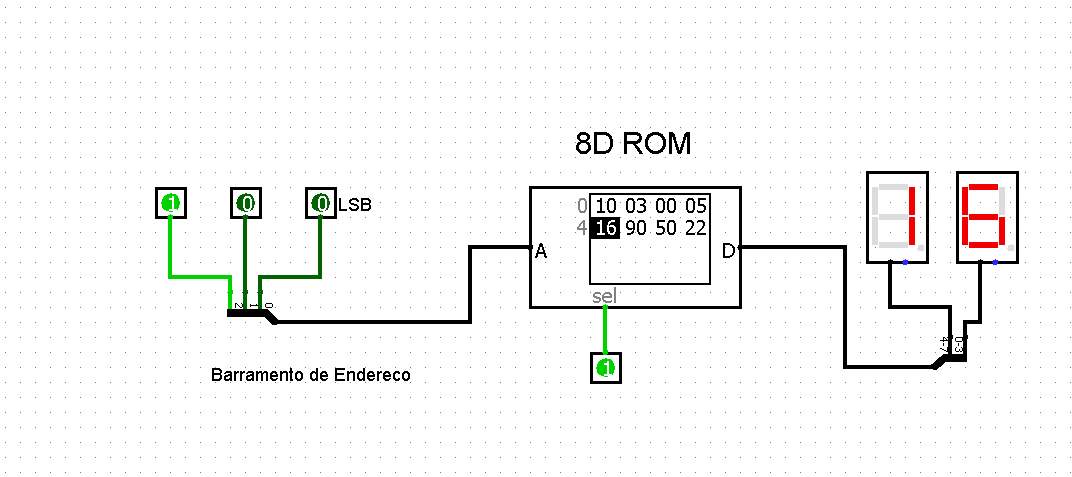 8D ROM
1 0 0 LSB
0 10 03 00 05
4 16 90 50 22
A D
sel
2 1 0
1
4-7 0-3
16
Barramento de Endereco